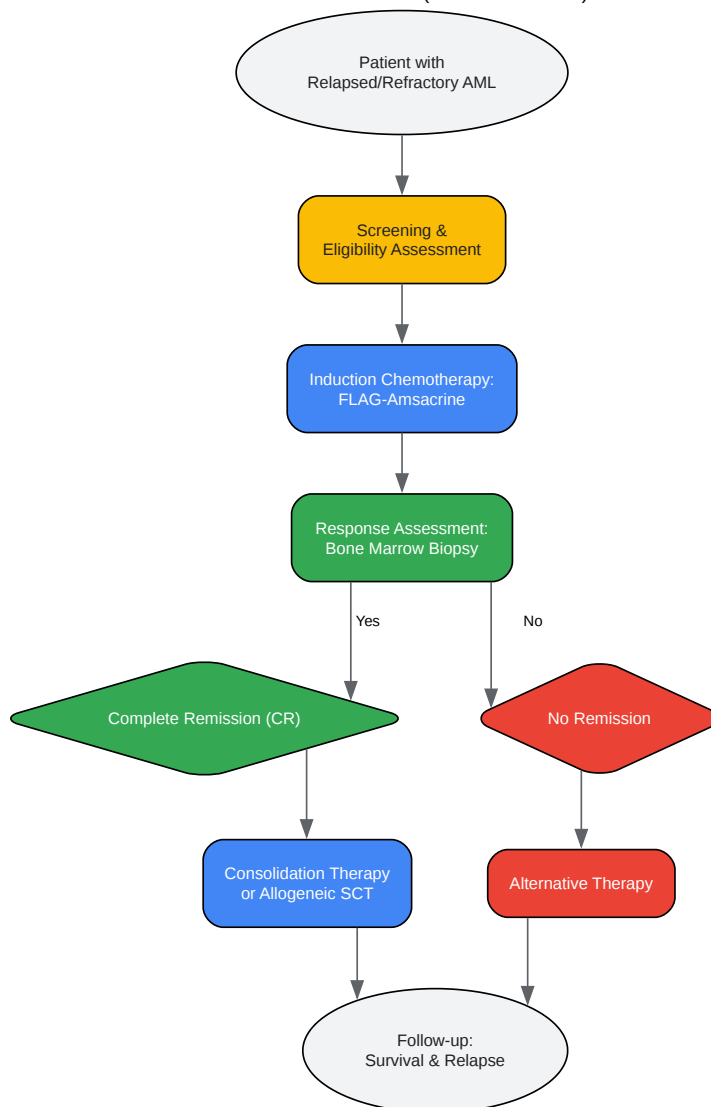 Patient with
Relapsed/Refractory AML
Screening &
Eligibility Assessment
Induction Chemotherapy:
FLAG-Amsacrine
Response Assessment:
Bone Marrow Biopsy
Yes
No
Complete Remission (CR)
No Remission
Consolidation Therapy
or Allogeneic SCT
Alternative Therapy
Follow-up:
Survival & Relapse